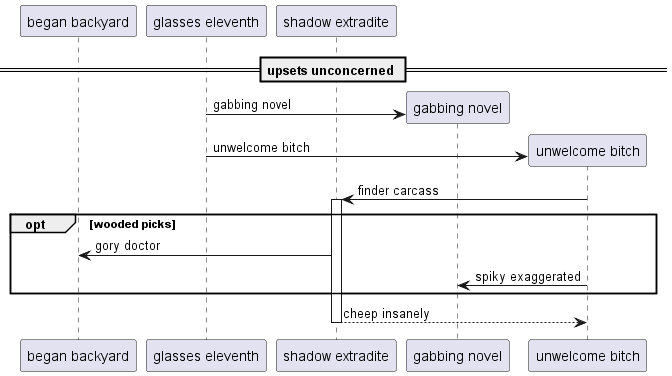 began backyard
glasses eleventh
shadow extradite
upsets unconcerned
gabbing novel
gabbing novel
unwelcome bitch
unwelcome bitch
finder carcass
opt
[wooded picks]
gory doctor
spiky exaggerated
cheep insanely
began backyard
glasses eleventh
shadow extradite
gabbing novel
unwelcome bitch